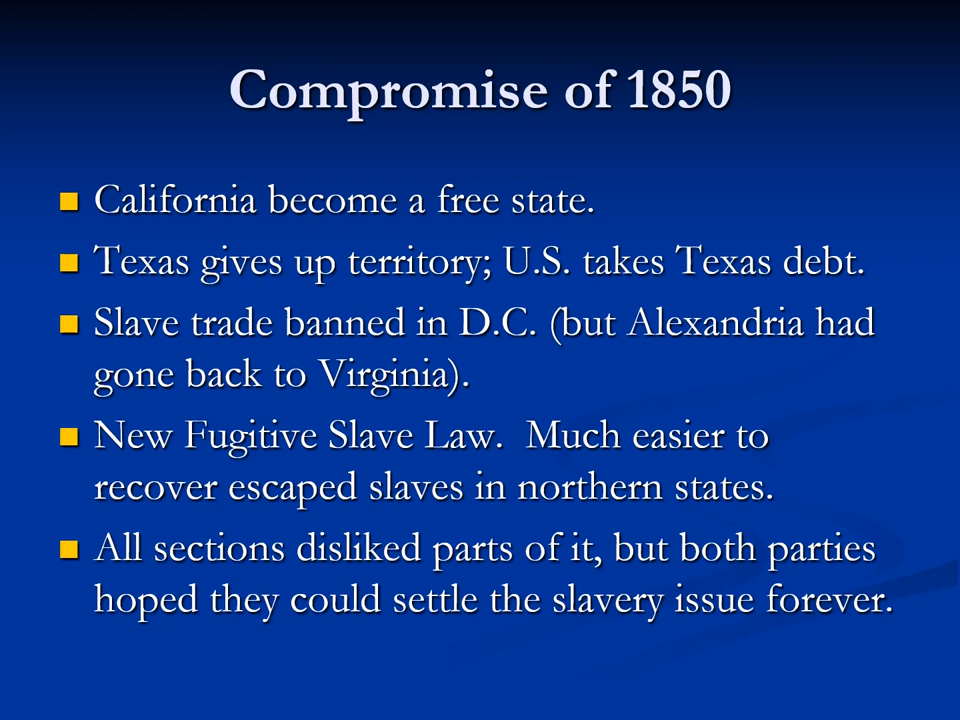 Compromise of 1850
California become a free state.
Texas gives up territory; U.S. takes Texas debt.
Slave trade banned in D.C. (but Alexandria had
gone back to Virginia).
New Fugitive Slave Law.  Much easier to
recover escaped slaves in northern states.
All sections disliked parts of it, but both parties
hoped they could settle the slavery issue forever.